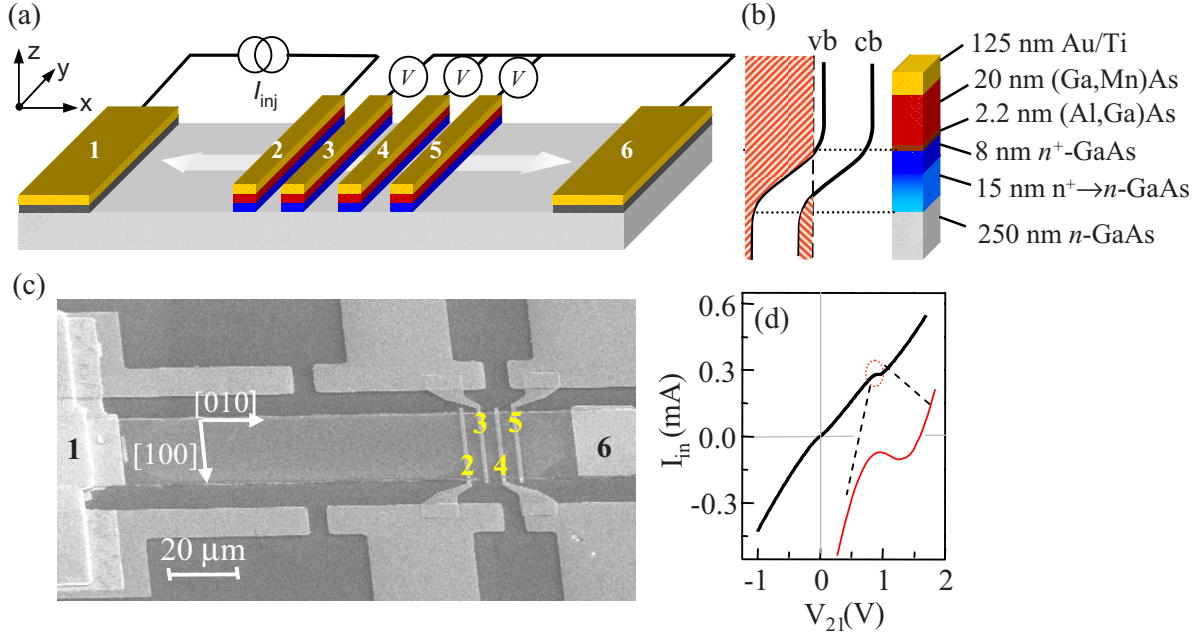 (a)
z
y
x
I_inj
V V V
1 2 3 4 5 6
(b)
vb cb
125 nm Au/Ti
20 nm (Ga,Mn)As
2.2 nm (Al,Ga)As
8 nm n⁺-GaAs
15 nm n⁺→n-GaAs
250 nm n-GaAs
(c)
[010]
[100]
1
3 5
2 4
6
20 μm
(d)
I_in(mA)
0.6
0.3
0.0
-0.3
-1 0 1 2
V_21(V)